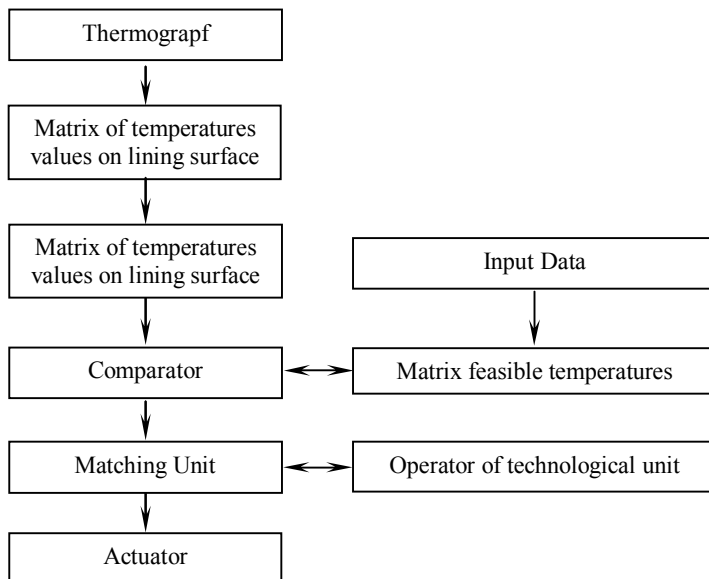 Thermograpf
Matrix of temperatures
values on lining surface
Matrix of temperatures
values on lining surface
Input Data
Comparator
Matrix feasible temperatures
Matching Unit
Operator of technological unit
Actuator